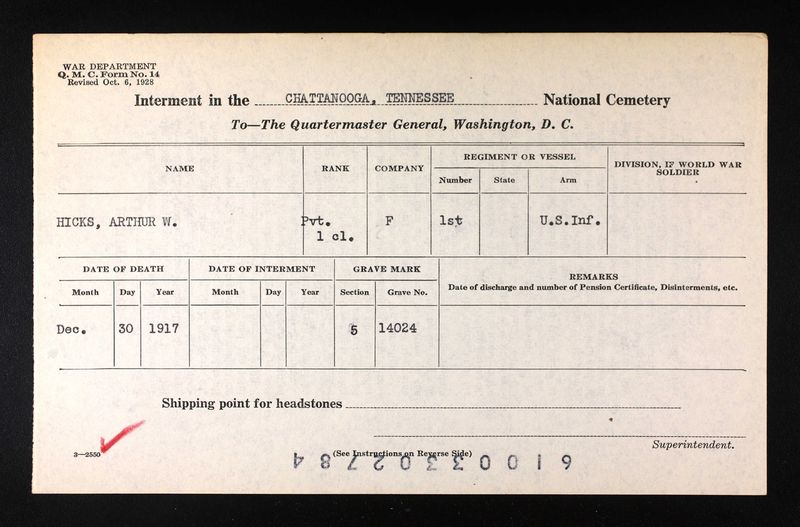 WAR DEPARTMENT
Q. M. C. Form No. 14
Revised Oct. 6, 1928
Interment in the CHATTANOOGA, TENNESSEE National Cemetery
To—The Quartermaster General, Washington, D. C.
NAME RANK COMPANY REGIMENT OR VESSEL DIVISION, IF WORLD WAR SOLDIER
Number State Arm
HICKS, ARTHUR W. Pvt. F 1st U.S.Inf.
1 cl.
DATE OF DEATH DATE OF INTERMENT GRAVE MARK REMARKS
Month Day Year Month Day Year Section Grave No. Date of discharge and number of Pension Certificate, Disinterments, etc.
Dec. 30 1917 5 14024
Shipping point for headstones
Superintendent.
3—2550 (See Instructions on Reverse Side)